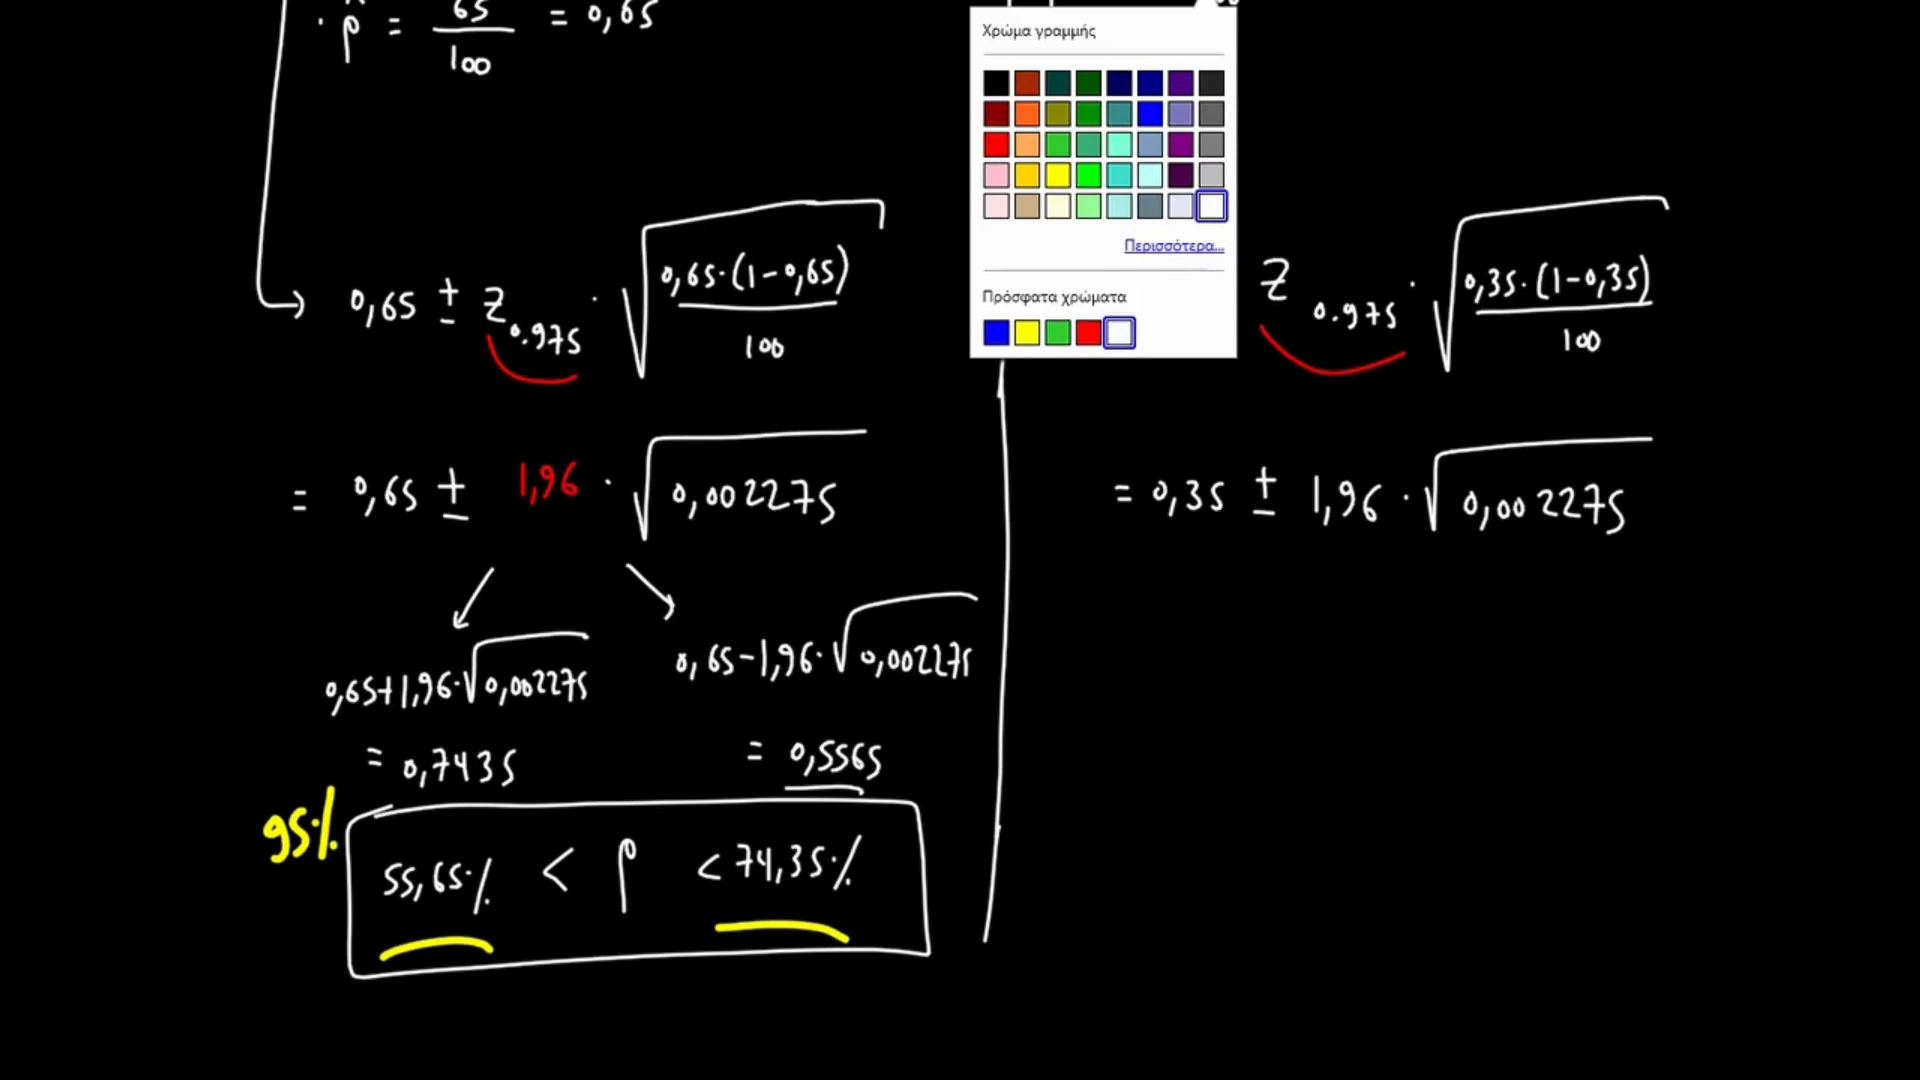 · p̂ = 65/100 = 0,65
Χρώμα γραμμής
Περισσότερα...
Πρόσφατα χρώματα
0,65 ± Z0.975 · √(0,65·(1-0,65)/100)
= 0,65 ± 1,96 · √0,002275
0,65+1,96·√0,002275
= 0,7435
0,65-1,96·√0,002275
= 0,5565
95%
55,65% < p < 74,35%
Z 0.975 · √(0,35·(1-0,35)/100)
= 0,35 ± 1,96 · √0,002275